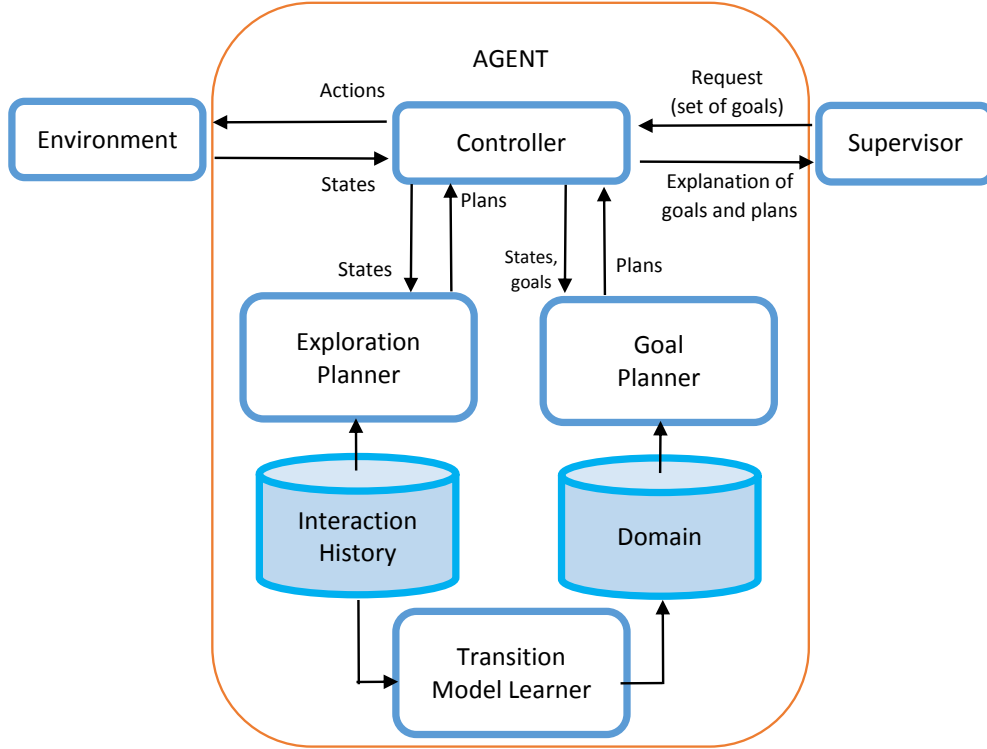 AGENT
Actions
Request
(set of goals)
Environment
Controller
Supervisor
States
Explanation of
goals and plans
Plans
States
States,
goals
Plans
Exploration
Planner
Goal
Planner
Interaction
History
Domain
Transition
Model Learner